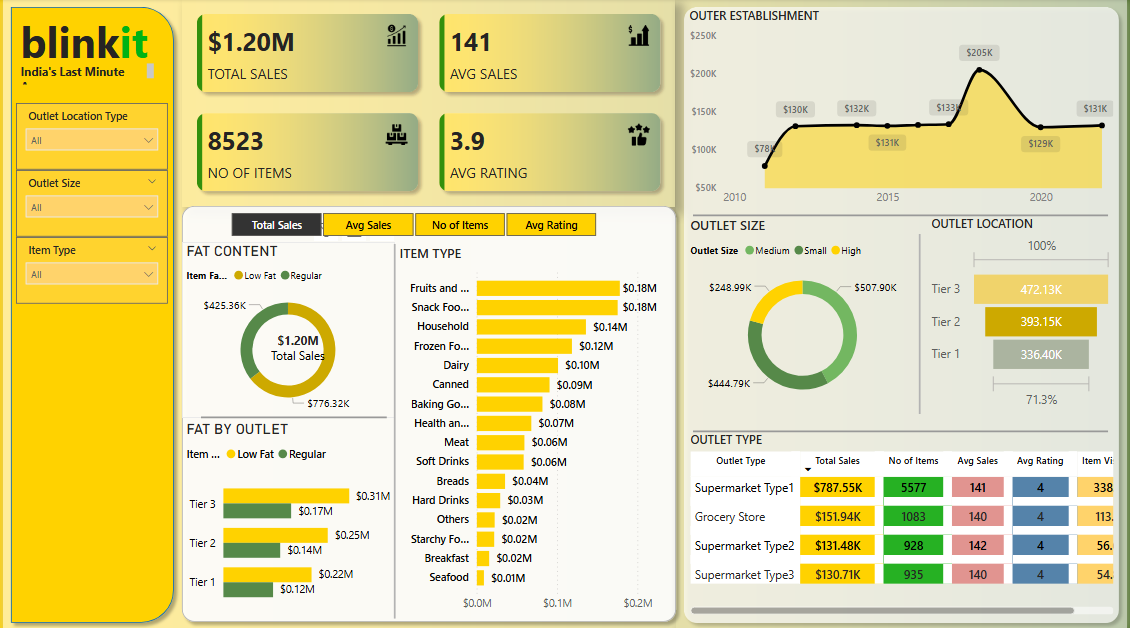 blinkit
India's Last Minute
Outlet Location Type
All
Outlet Size
All
Item Type
All
$1.20M
TOTAL SALES
141
AVG SALES
8523
NO OF ITEMS
3.9
AVG RATING
Total Sales
Avg Sales
No of Items
Avg Rating
FAT CONTENT
Item Fa... Low Fat Regular
$425.36K
$1.20M
Total Sales
$776.32K
FAT BY OUTLET
Item ... Low Fat Regular
Tier 3 $0.31M
$0.17M
Tier 2 $0.25M
$0.14M
Tier 1 $0.22M
$0.12M
ITEM TYPE
Fruits and ... $0.18M
Snack Foo... $0.18M
Household $0.14M
Frozen Fo... $0.12M
Dairy $0.10M
Canned $0.09M
Baking Go... $0.08M
Health an... $0.07M
Meat $0.06M
Soft Drinks $0.06M
Breads $0.04M
Hard Drinks $0.03M
Others $0.02M
Starchy Fo... $0.02M
Breakfast $0.02M
Seafood $0.01M
$0.0M $0.1M $0.2M
OUTER ESTABLISHMENT
$250K
$200K
$150K
$100K
$50K
$78K
$130K
$132K
$131K
$133K
$205K
$129K
$131K
2010 2015 2020
OUTLET SIZE
Outlet Size Medium Small High
$248.99K
$507.90K
$444.79K
OUTLET LOCATION
100%
Tier 3 472.13K
Tier 2 393.15K
Tier 1 336.40K
71.3%
OUTLET TYPE
Outlet Type Total Sales No of Items Avg Sales Avg Rating Item Vi
Supermarket Type1 $787.55K 5577 141 4 338
Grocery Store $151.94K 1083 140 4 113.
Supermarket Type2 $131.48K 928 142 4 56.
Supermarket Type3 $130.71K 935 140 4 54.